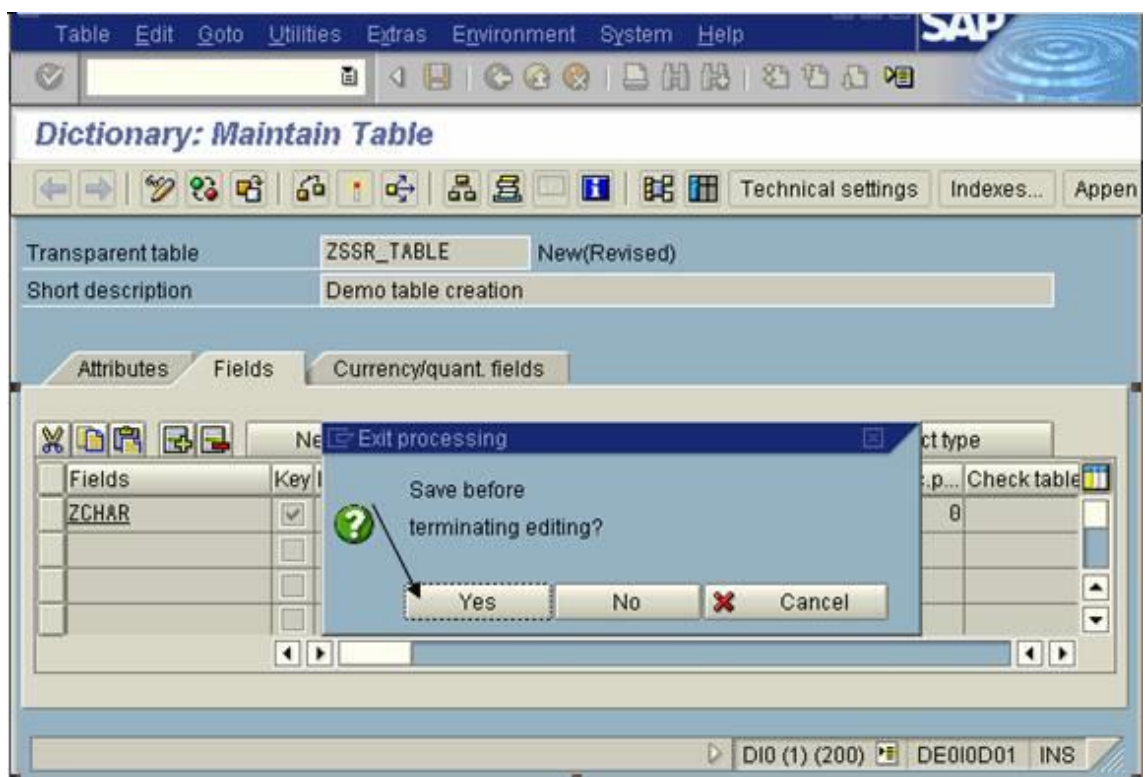 SAP
Table Edit Goto Utilities Extras Environment System Help
Dictionary: Maintain Table
Technical settings Indexes... Appen
Transparent table ZSSR_TABLE New(Revised)
Short description Demo table creation
Attributes Fields Currency/quant. fields
Ne Exit processing ct type
Fields Key Save before .p... Check table
ZCHAR terminating editing? 0
Yes No Cancel
DI0 (1) (200) DE0I0D01 INS